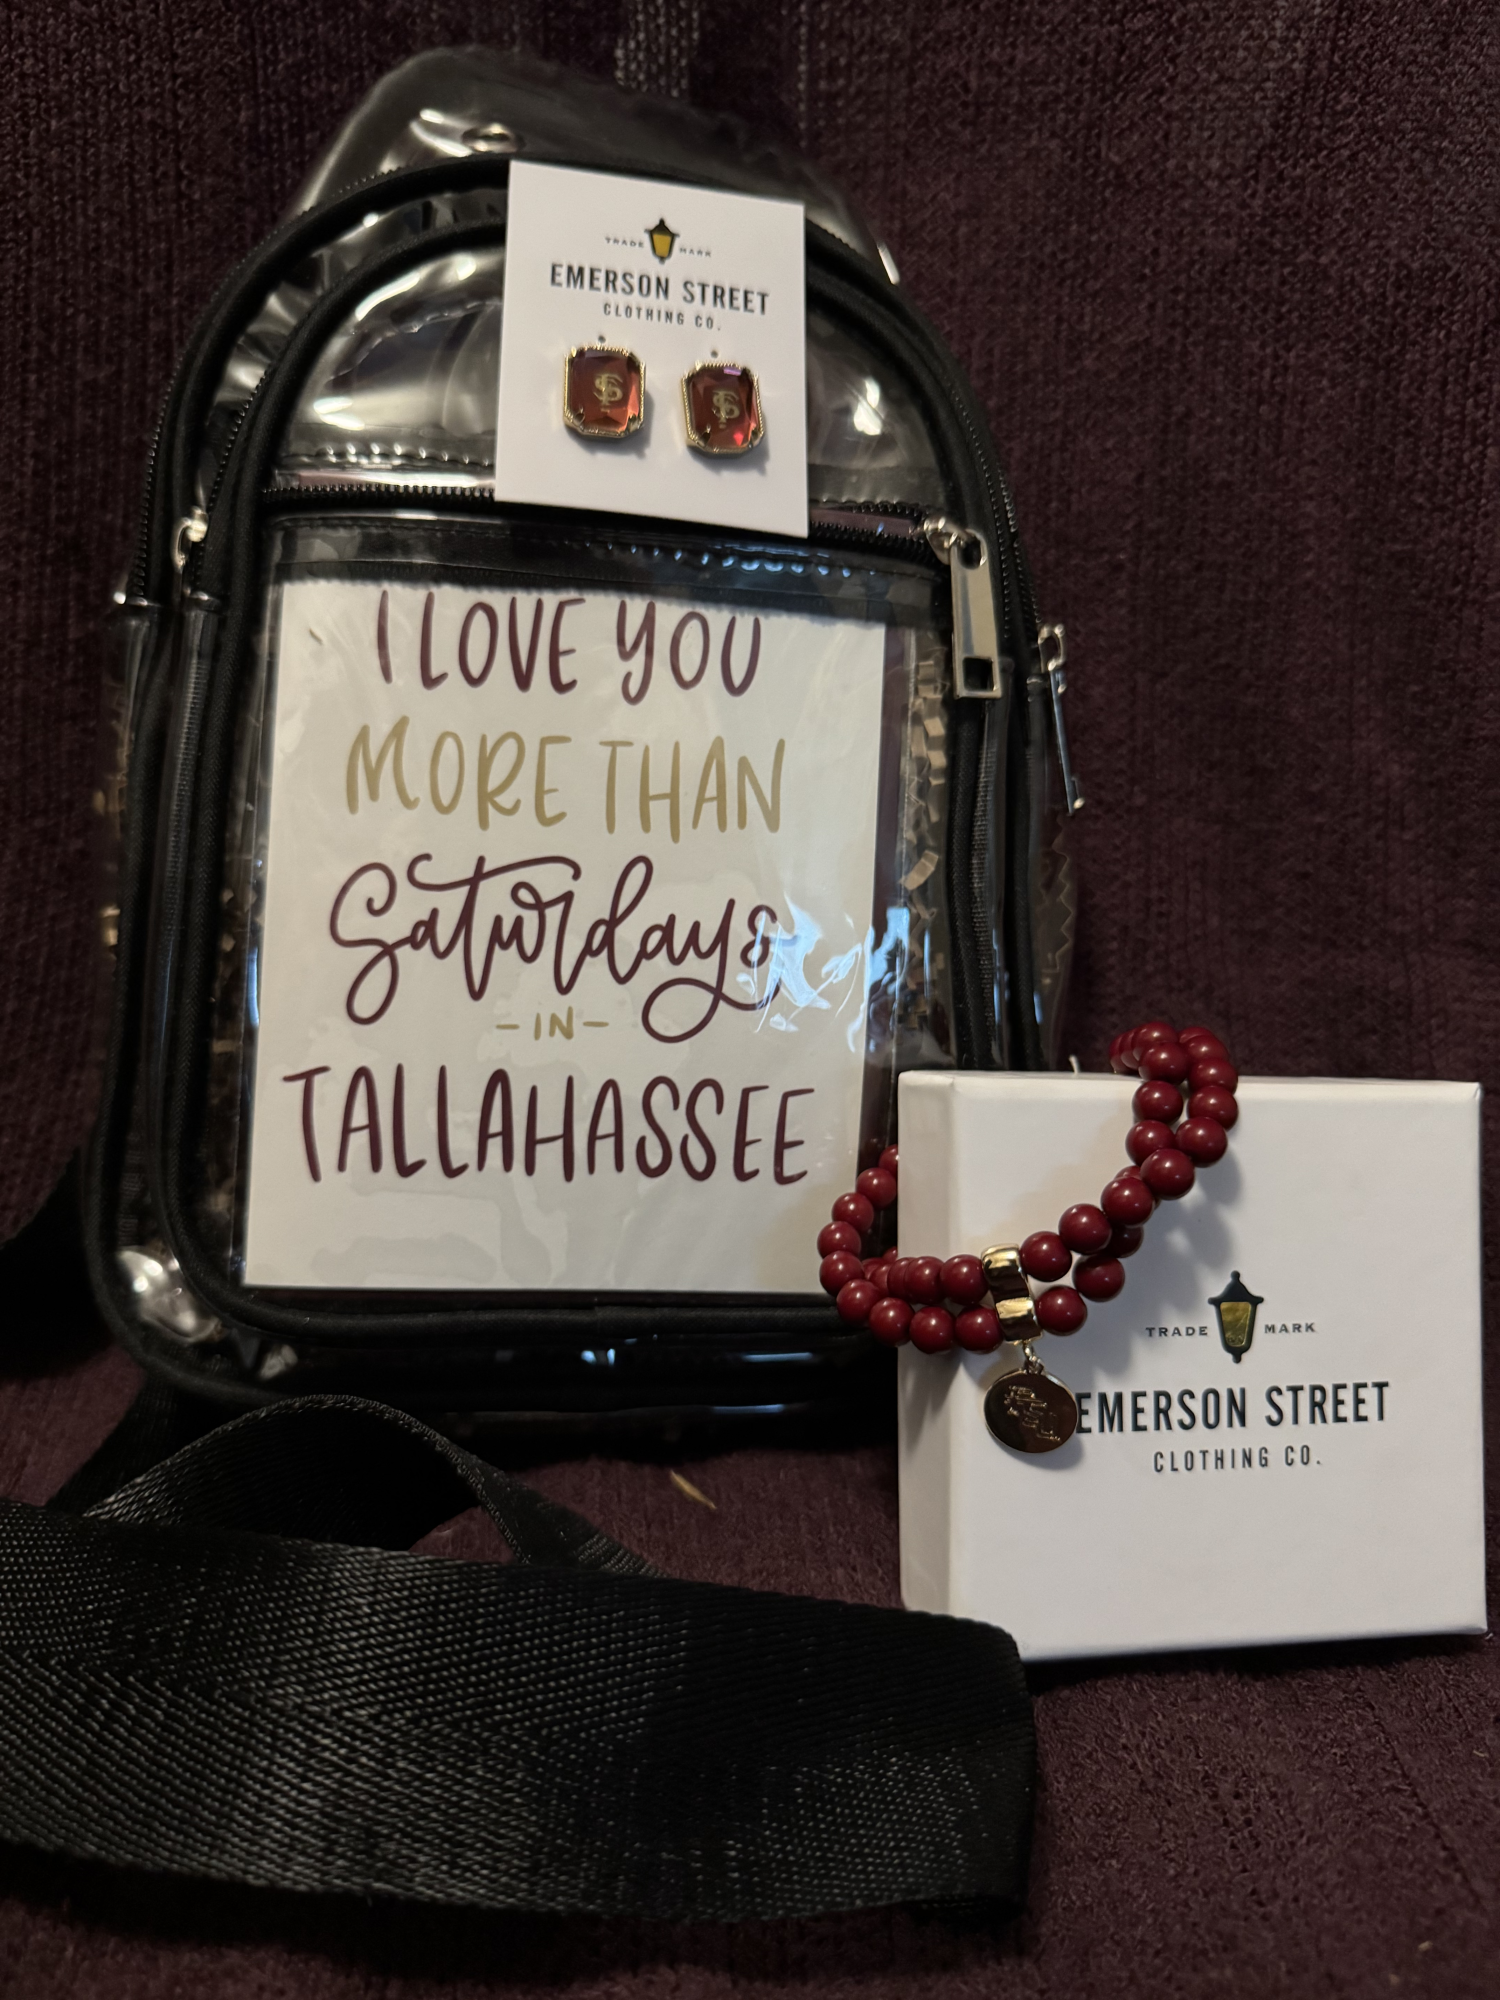 TRADE MARK
EMERSON STREET
CLOTHING CO.
I LOVE YOU
MORE THAN
Saturdays
-IN-
TALLAHASSEE
TRADE MARK
EMERSON STREET
CLOTHING CO.